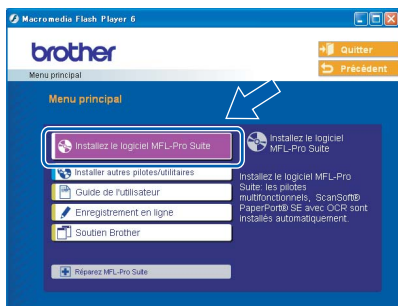 Macromedia Flash Player 6
brother
Quitter
Précédent
Menu principal
Menu principal
Installez le logiciel MFL-Pro Suite
Installer autres pilotes/utilitaires
Guide de l'utilisateur
Enregistrement en ligne
Soutien Brother
Réparez MFL-Pro Suite
Installez le logiciel
MFL-Pro Suite
Installez le logiciel MFL-Pro
Suite: les pilotes
multifonctionnels, ScanSoft®
PaperPort® SE avec OCR sont
installés automatiquement.